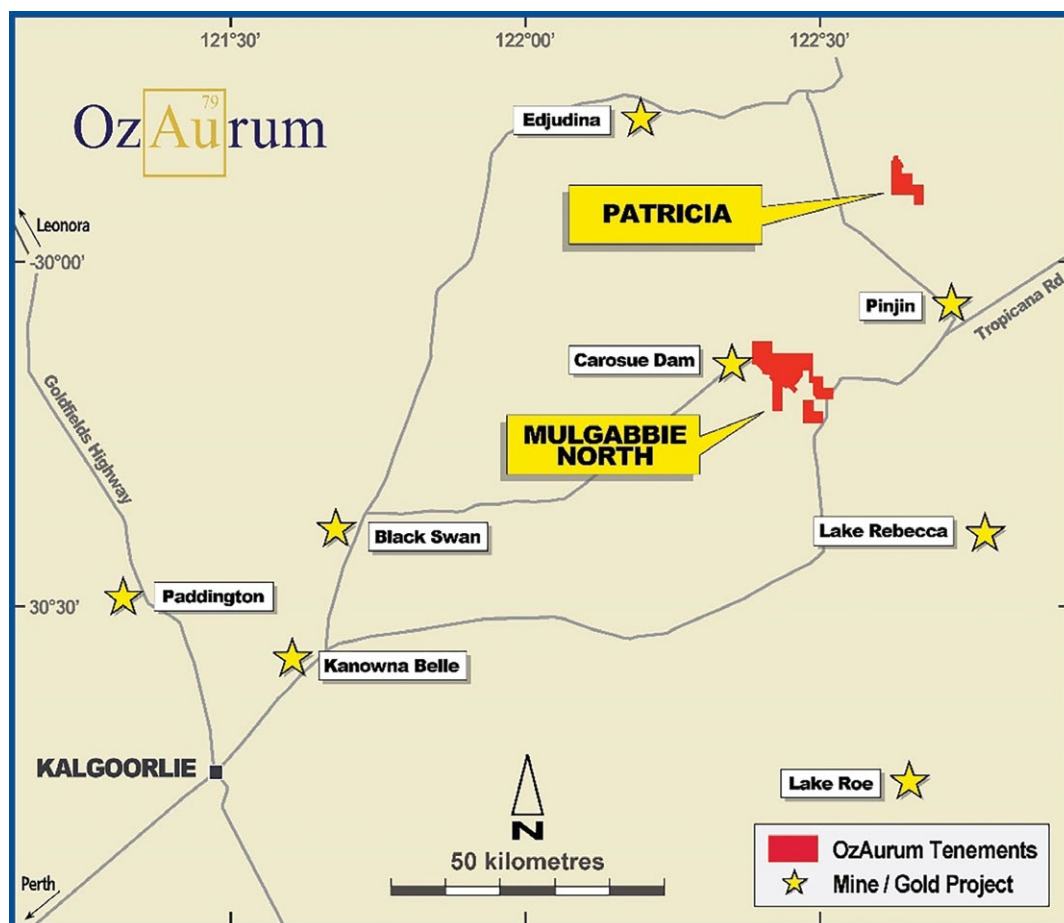 121°30'
122°00'
122°30'
79
OzAurum
Edjudina
PATRICIA
Leonora
-30°00'
Pinjin
Tropicana Rd
Carosue Dam
Goldfields Highway
MULGABBIE
NORTH
Black Swan
Lake Rebecca
Paddington
30°30'
Kanowna Belle
KALGOORLIE
Lake Roe
N
50 kilometres
OzAurum Tenements
Mine / Gold Project
Perth